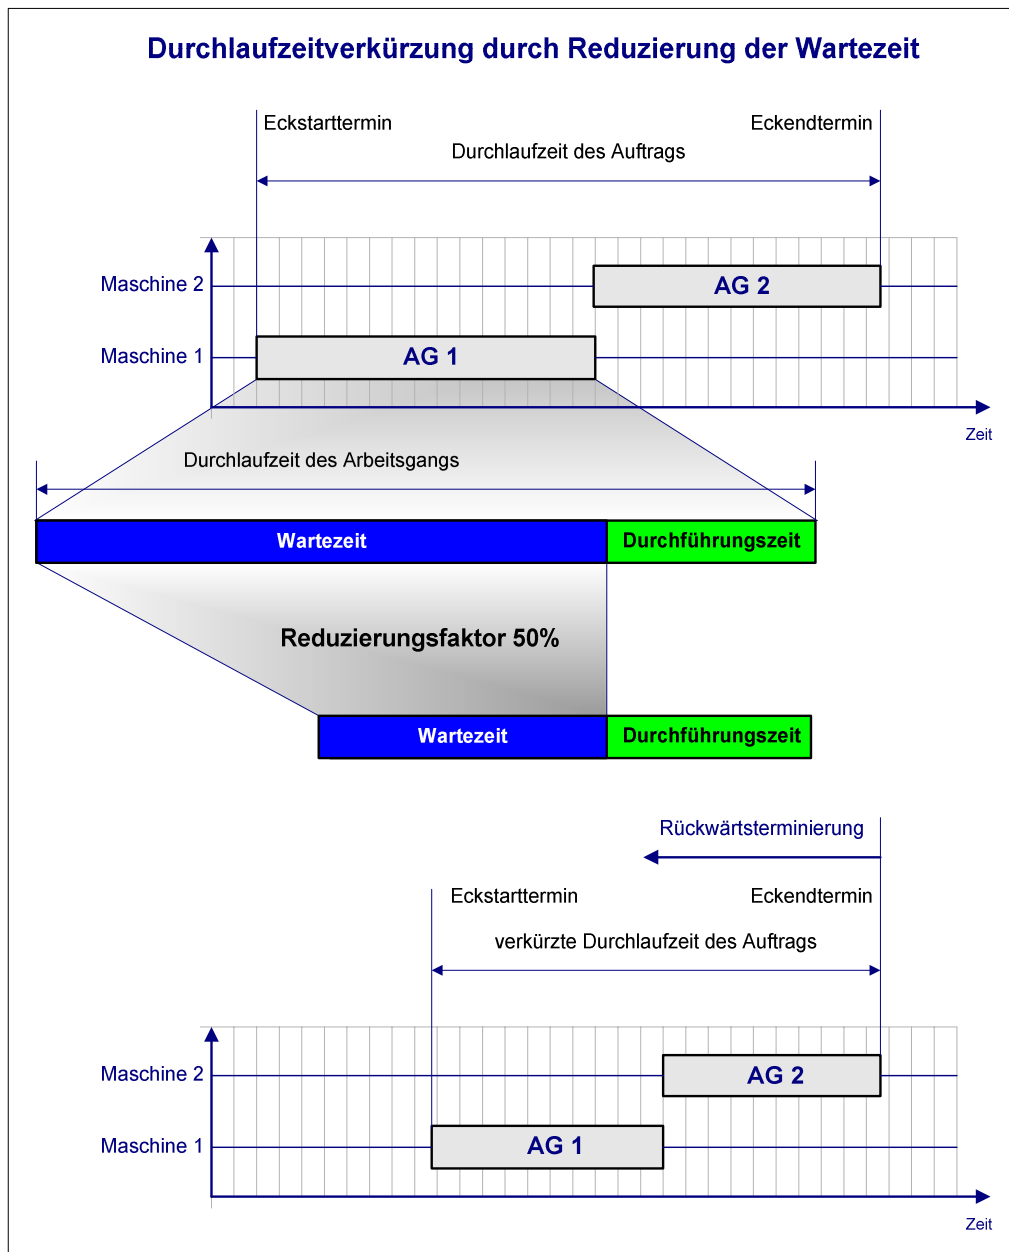 Durchlaufzeitverkürzung durch Reduzierung der Wartezeit
Eckstarttermin
Eckendtermin
Durchlaufzeit des Auftrags
Maschine 2
AG 2
Maschine 1
AG 1
Zeit
Durchlaufzeit des Arbeitsgangs
Wartezeit
Durchführungszeit
Reduzierungsfaktor 50%
Wartezeit
Durchführungszeit
Rückwärtsterminierung
Eckstarttermin
Eckendtermin
verkürzte Durchlaufzeit des Auftrags
Maschine 2
AG 2
Maschine 1
AG 1
Zeit